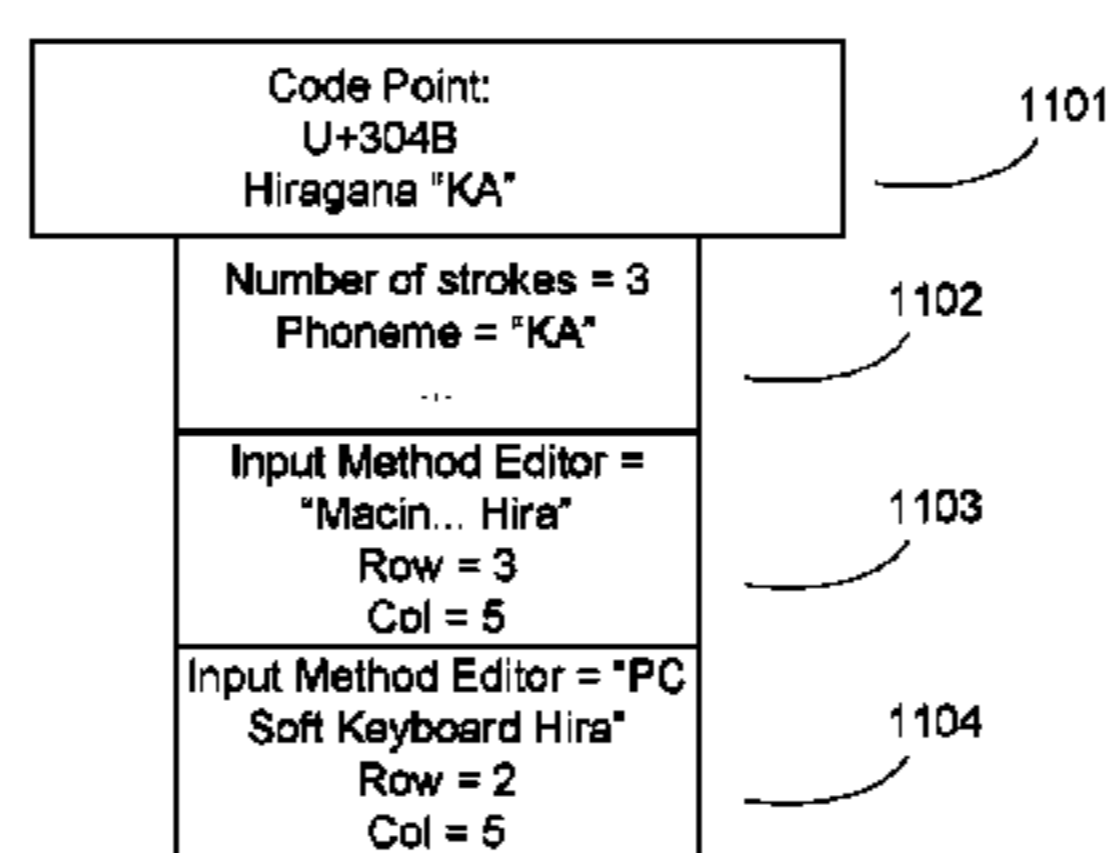 Code Point:
U+304B
Hiragana "KA"
1101
Number of strokes = 3
Phoneme = "KA"
...
1102
Input Method Editor =
"Macin... Hira"
Row = 3
Col = 5
1103
Input Method Editor = "PC
Soft Keyboard Hira"
Row = 2
Col = 5
1104